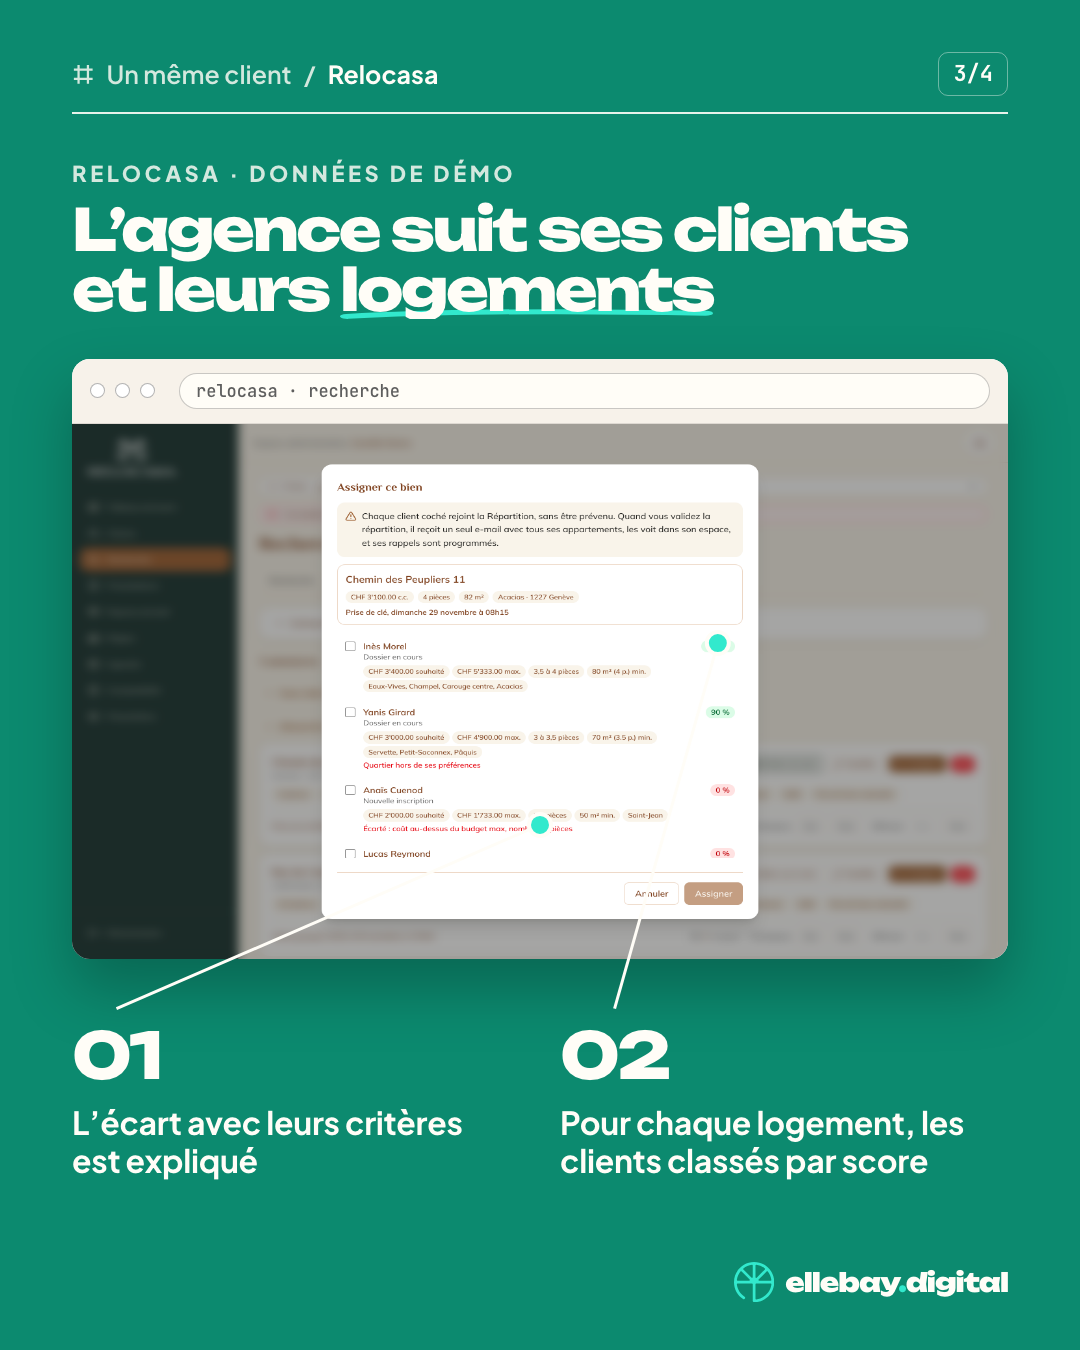 Un même client / Relocasa
3/4
RELOCASA · DONNÉES DE DÉMO
L’agence suit ses clients
et leurs logements
relocasa · recherche
Assigner ce bien
Chaque client coché rejoint la Répartition, sans être prévenu. Quand vous validez la
répartition, il reçoit un seul e-mail avec tous ses appartements, les voit dans son espace,
et ses rappels sont programmés.
Chemin des Peupliers 11
CHF 3'100.00 c.c. 4 pièces 82 m² Acacias · 1227 Genève
Prise de clé, dimanche 29 novembre à 08h15
Inès Morel
Dossier en cours
CHF 3'400.00 souhaité CHF 5'333.00 max. 3,5 à 4 pièces 80 m² (4 p.) min.
Eaux-Vives, Champel, Carouge centre, Acacias
Yanis Girard 90 %
Dossier en cours
CHF 3'000.00 souhaité CHF 4'900.00 max. 3 à 3,5 pièces 70 m² (3.5 p.) min.
Servette, Petit-Saconnex, Pâquis
Quartier hors de ses préférences
Anaïs Cuenod 0 %
Nouvelle inscription
CHF 2'000.00 souhaité CHF 1'733.00 max. 50 m² min. Saint-Jean
Écarté : coût au-dessus du budget max, pièces
Lucas Reymond 0 %
Annuler Assigner
01
L’écart avec leurs critères
est expliqué
02
Pour chaque logement, les
clients classés par score
ellebay.digital